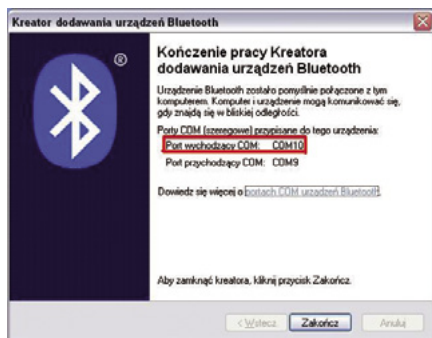 Kreator dodawania urządzeń Bluetooth
®
Kończenie pracy Kreatora
dodawania urządzeń Bluetooth
Urządzenie Bluetooth zostało pomyślnie połączone z tym
komputerem. Komputer i urządzenie mogą komunikować się,
gdy znajdą się w bliskiej odległości.
Porty COM (szeregowe) przypisane do tego urządzenia:
Port wychodzący COM: COM10
Port przychodzący COM: COM9
Dowiedz się więcej o portach COM urządzeń Bluetooth.
Aby zamknąć kreatora, kliknij przycisk Zakończ.
< Wstecz Zakończ Anuluj